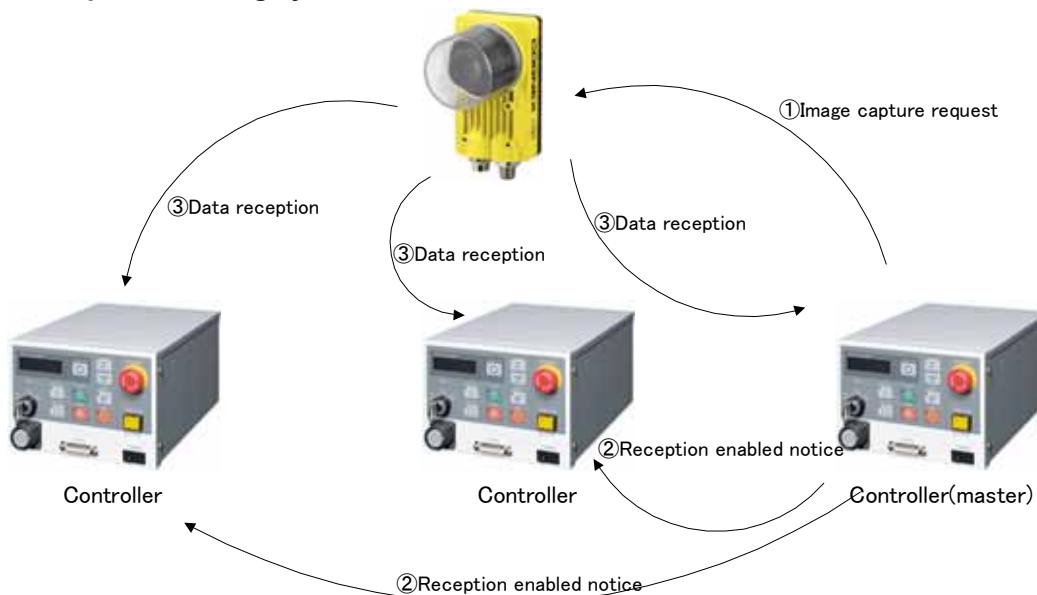 ①Image capture request
③Data reception
③Data reception
③Data reception
②Reception enabled notice
Controller
Controller
Controller(master)
②Reception enabled notice